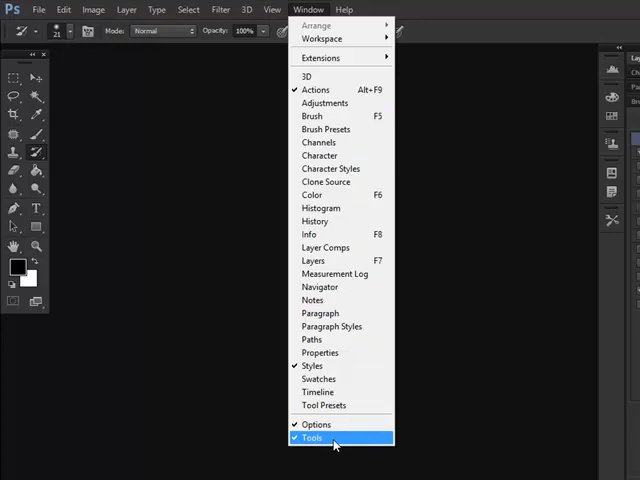 Ps File Edit Image Layer Type Select Filter 3D View Window Help
21 Mode: Normal Opacity: 100%
Arrange
Workspace
Extensions
3D
Actions Alt+F9
Adjustments
Brush F5
Brush Presets
Channels
Character
Character Styles
Clone Source
Color F6
Histogram
History
Info F8
Layer Comps
Layers F7
Measurement Log
Navigator
Notes
Paragraph
Paragraph Styles
Paths
Properties
Styles
Swatches
Timeline
Tool Presets
Options
Tools
T